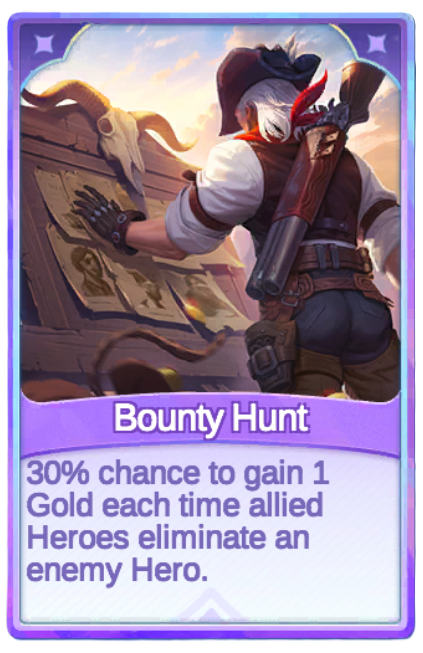 Bounty Hunt
30% chance to gain 1
Gold each time allied
Heroes eliminate an
enemy Hero.